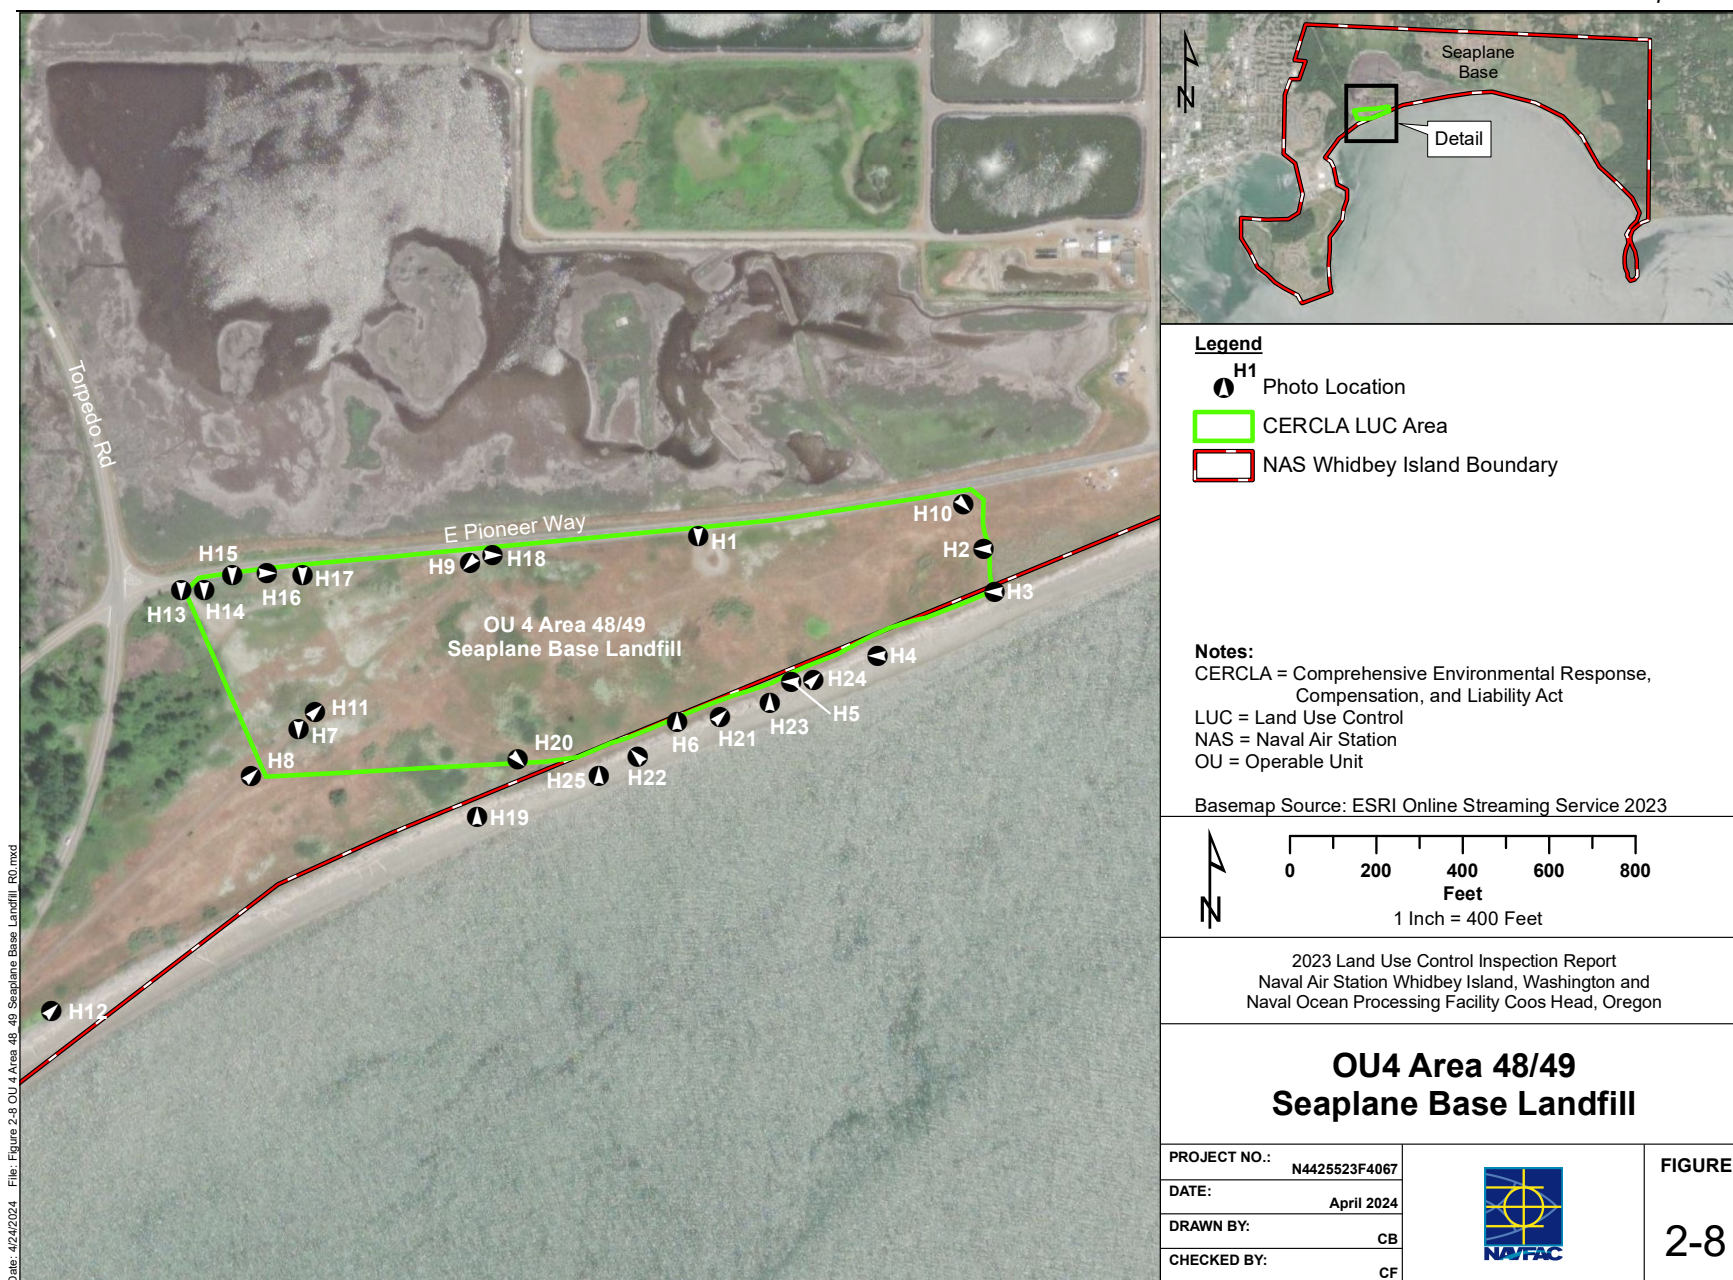 Seaplane
Base
N
Detail
Legend
H1
Photo Location
CERCLA LUC Area
NAS Whidbey Island Boundary
Notes:
CERCLA = Comprehensive Environmental Response,
Compensation, and Liability Act
LUC = Land Use Control
NAS = Naval Air Station
OU = Operable Unit
Basemap Source: ESRI Online Streaming Service 2023
N
0 200 400 600 800
Feet
1 Inch = 400 Feet
2023 Land Use Control Inspection Report
Naval Air Station Whidbey Island, Washington and
Naval Ocean Processing Facility Coos Head, Oregon
OU4 Area 48/49
Seaplane Base Landfill
PROJECT NO.:
N4425523F4067
DATE:
April 2024
DRAWN BY:
CB
CHECKED BY:
CF
NAVFAC
FIGURE
2-8
Torpedo Rd
E Pioneer Way
H10
H1
H2
H3
H15
H9
H18
H16
H17
H13
H14
OU 4 Area 48/49
Seaplane Base Landfill
H4
H24
H5
H11
H7
H23
H6
H21
H8
H20
H25
H22
H19
H12
Date: 4/24/2024 File: Figure 2-8 OU 4 Area 48_49 Seaplane Base Landfill_R0.mxd